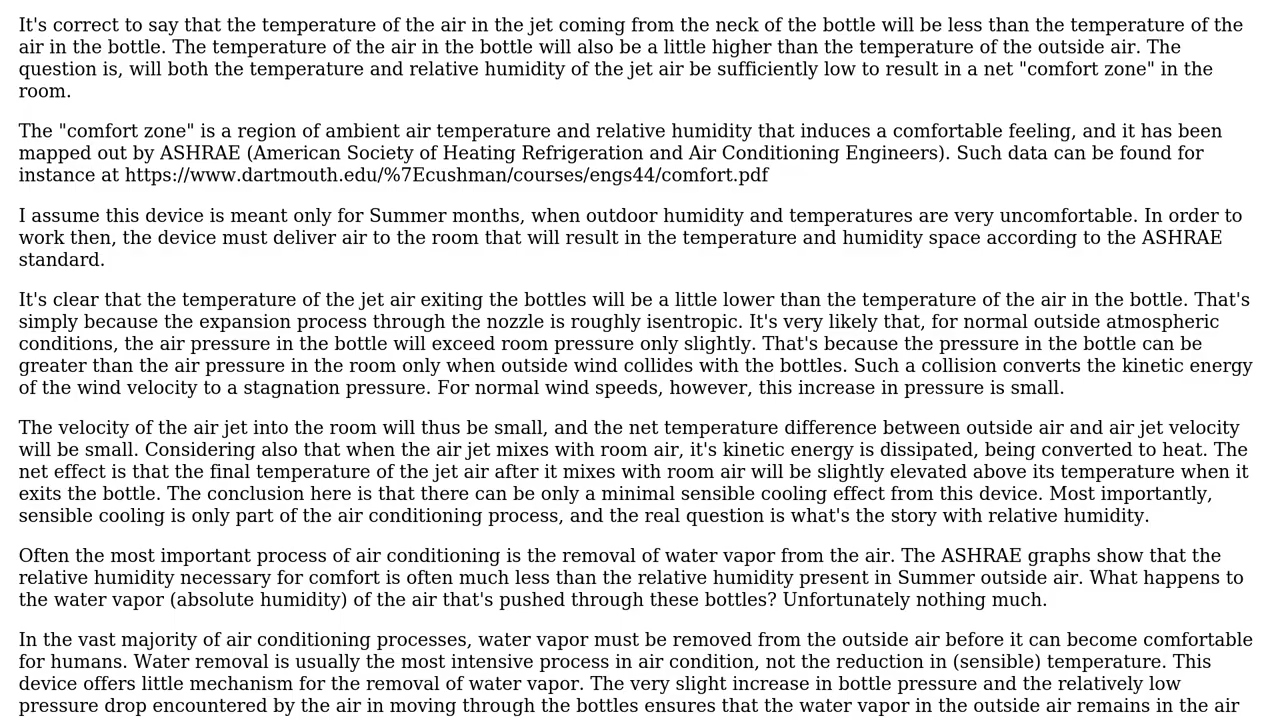 It's correct to say that the temperature of the air in the jet coming from the neck of the bottle will be less than the temperature of the
air in the bottle. The temperature of the air in the bottle will also be a little higher than the temperature of the outside air. The
question is, will both the temperature and relative humidity of the jet air be sufficiently low to result in a net "comfort zone" in the
room.
The "comfort zone" is a region of ambient air temperature and relative humidity that induces a comfortable feeling, and it has been
mapped out by ASHRAE (American Society of Heating Refrigeration and Air Conditioning Engineers). Such data can be found for
instance at https://www.dartmouth.edu/%7Ecushman/courses/engs44/comfort.pdf
I assume this device is meant only for Summer months, when outdoor humidity and temperatures are very uncomfortable. In order to
work then, the device must deliver air to the room that will result in the temperature and humidity space according to the ASHRAE
standard.
It's clear that the temperature of the jet air exiting the bottles will be a little lower than the temperature of the air in the bottle. That's
simply because the expansion process through the nozzle is roughly isentropic. It's very likely that, for normal outside atmospheric
conditions, the air pressure in the bottle will exceed room pressure only slightly. That's because the pressure in the bottle can be
greater than the air pressure in the room only when outside wind collides with the bottles. Such a collision converts the kinetic energy
of the wind velocity to a stagnation pressure. For normal wind speeds, however, this increase in pressure is small.
The velocity of the air jet into the room will thus be small, and the net temperature difference between outside air and air jet velocity
will be small. Considering also that when the air jet mixes with room air, it's kinetic energy is dissipated, being converted to heat. The
net effect is that the final temperature of the jet air after it mixes with room air will be slightly elevated above its temperature when it
exits the bottle. The conclusion here is that there can be only a minimal sensible cooling effect from this device. Most importantly,
sensible cooling is only part of the air conditioning process, and the real question is what's the story with relative humidity.
Often the most important process of air conditioning is the removal of water vapor from the air. The ASHRAE graphs show that the
relative humidity necessary for comfort is often much less than the relative humidity present in Summer outside air. What happens to
the water vapor (absolute humidity) of the air that's pushed through these bottles? Unfortunately nothing much.
In the vast majority of air conditioning processes, water vapor must be removed from the outside air before it can become comfortable
for humans. Water removal is usually the most intensive process in air condition, not the reduction in (sensible) temperature. This
device offers little mechanism for the removal of water vapor. The very slight increase in bottle pressure and the relatively low
pressure drop encountered by the air in moving through the bottles ensures that the water vapor in the outside air remains in the air